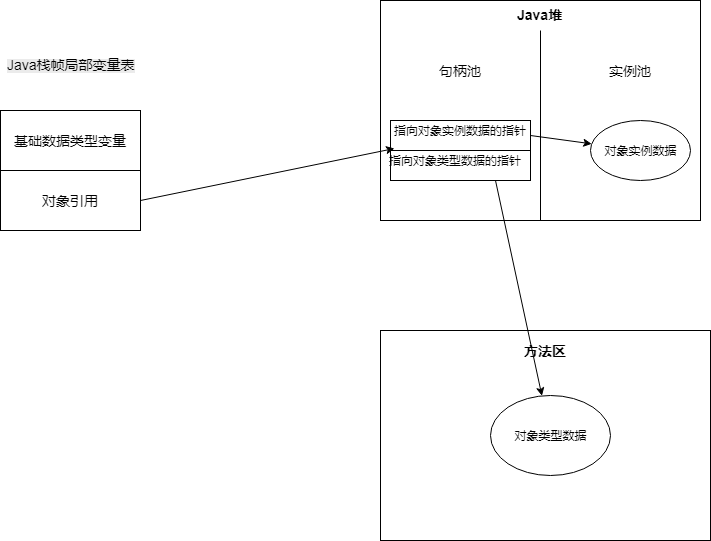 Java堆
Java栈帧局部变量表
句柄池
实例池
基础数据类型变量
指向对象实例数据的指针
对象实例数据
指向对象类型数据的指针
对象引用
方法区
对象类型数据